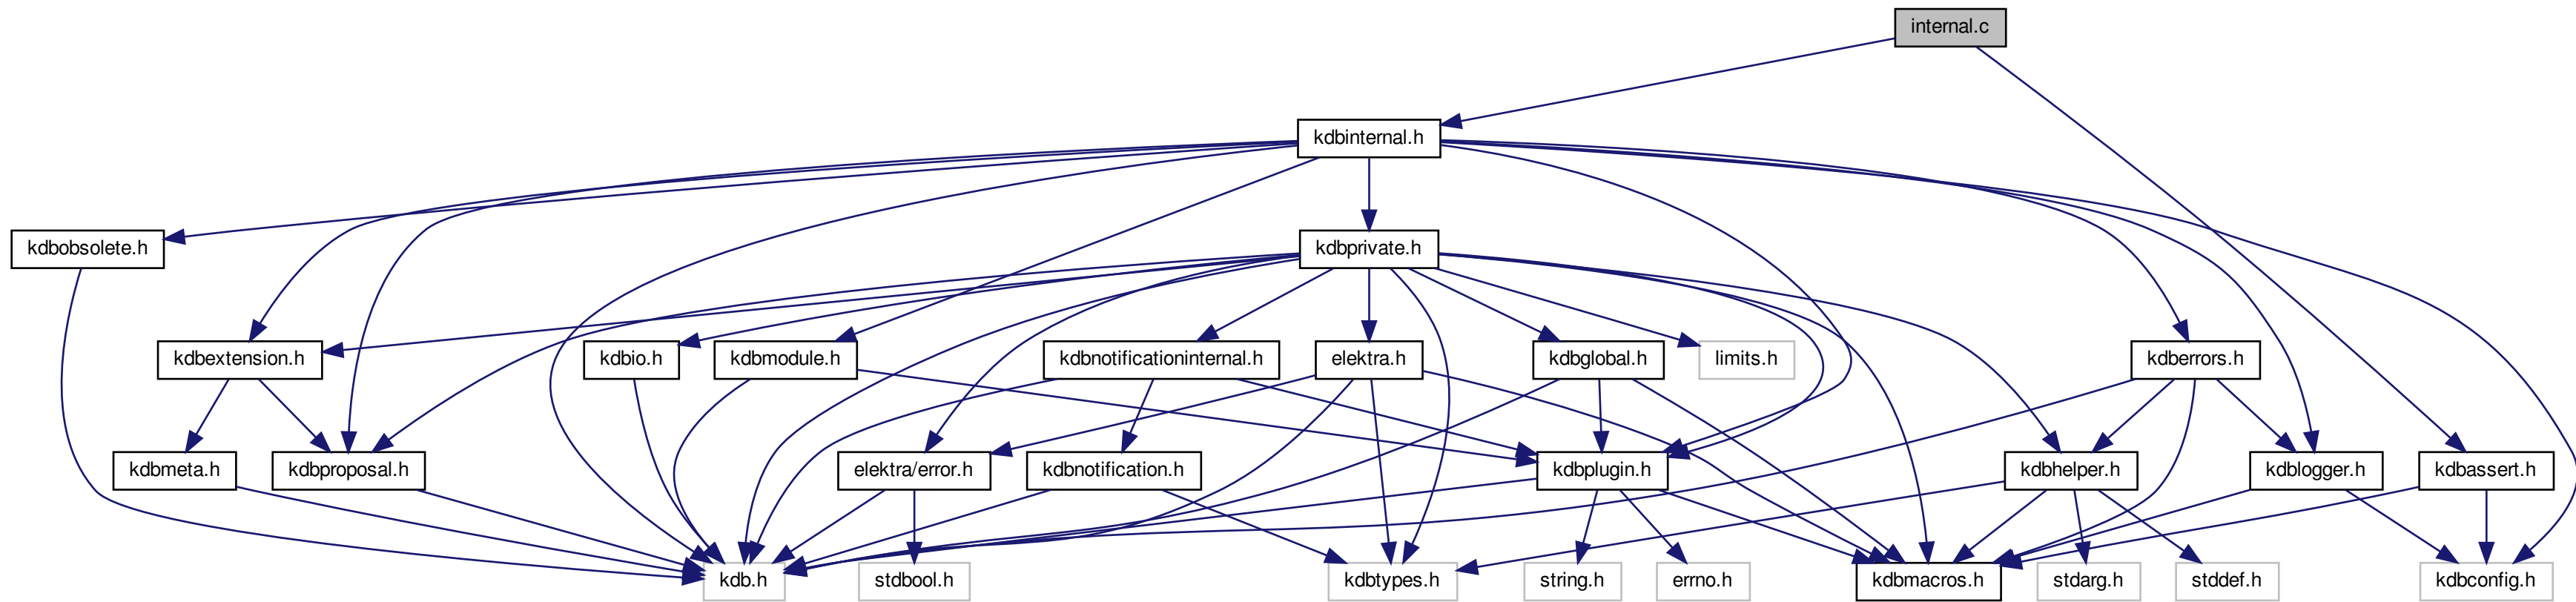 internal.c
kdbinternal.h
kdbobsolete.h
kdbprivate.h
kdbextension.h
kdbio.h
kdbmodule.h
kdbnotificationinternal.h
elektra.h
kdbglobal.h
limits.h
kdberrors.h
kdbmeta.h
kdbproposal.h
elektra/error.h
kdbnotification.h
kdbplugin.h
kdbhelper.h
kdblogger.h
kdbassert.h
kdb.h
stdbool.h
kdbtypes.h
string.h
errno.h
kdbmacros.h
stdarg.h
stddef.h
kdbconfig.h